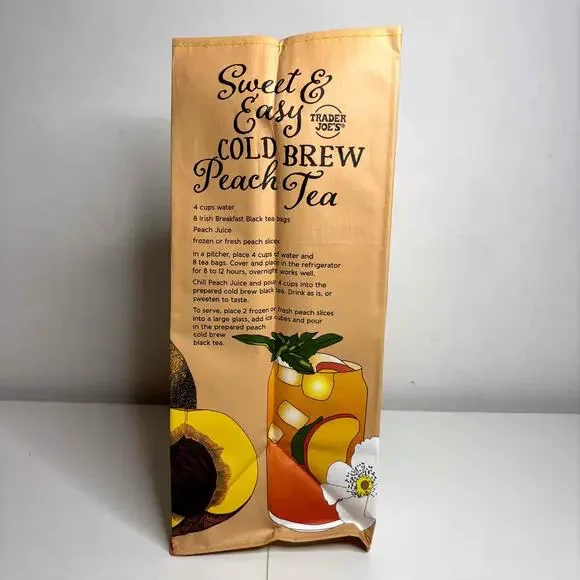 Sweet &
Easy
TRADER
JOE'S®
COLD BREW
Peach Tea
4 cups water
8 Irish Breakfast Black tea bags
Peach Juice
frozen or fresh peach slices
In a pitcher, place 4 cups of water and
8 tea bags. Cover and place in the refrigerator
for 8 to 12 hours, overnight works well.
Chill Peach Juice and pour 4 cups into the
prepared cold brew black tea. Drink as is, or
sweeten to taste.
To serve, place 2 frozen or fresh peach slices
into a large glass, add ice cubes and pour
in the prepared peach
cold brew
black tea.